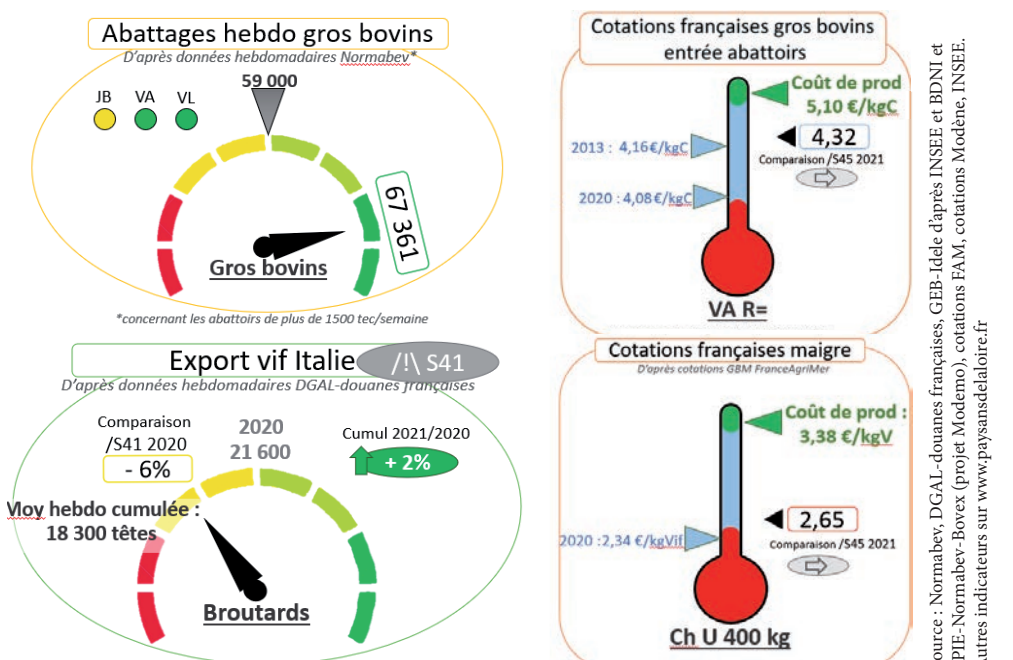 Abattages hebdo gros bovins
D'après données hebdomadaires Normabev*
59 000
JB VA VL
67 361
Gros bovins
*concernant les abattoirs de plus de 1500 tec/semaine
Export vif Italie /!\ S41
D'après données hebdomadaires DGAL-douanes françaises
Comparaison
/S41 2020
- 6%
2020
21 600
Cumul 2021/2020
+ 2%
Moy hebdo cumulée :
18 300 têtes
Broutards
Cotations françaises gros bovins
entrée abattoirs
Coût de prod
5,10 €/kgC
4,32
Comparaison /S45 2021
2013 : 4,16€/kgC
2020 : 4,08€/kgC
VA R=
Cotations françaises maigre
D'après cotations GBM FranceAgriMer
Coût de prod :
3,38 €/kgV
2,65
Comparaison /S45 2021
2020 :2,34 €/kgVif
Ch U 400 kg
ource : Normabev, DGAL-douanes françaises, GEB-Idele d'après INSEE et BDNI et
PIE-Normabev-Bovex (projet Modemo), cotations FAM, cotations Modène, INSEE.
utres indicateurs sur www.paysansdelaloire.fr